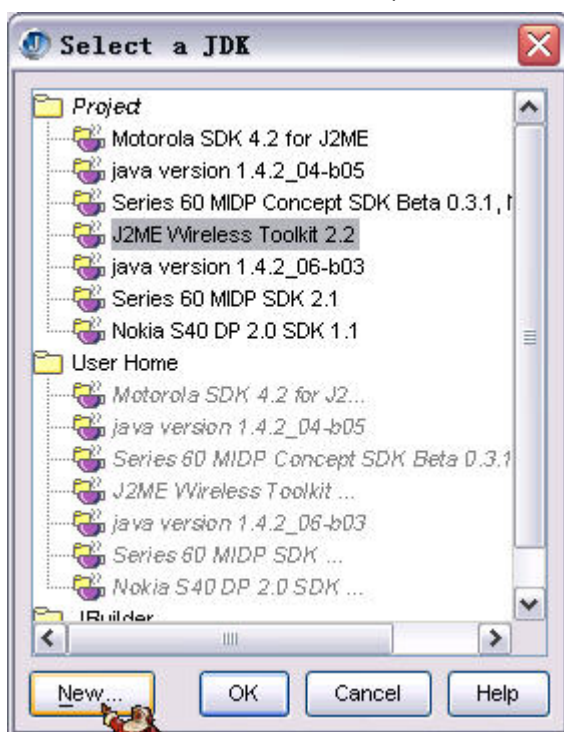 Select a JDK
Project
Motorola SDK 4.2 for J2ME
java version 1.4.2_04-b05
Series 60 MIDP Concept SDK Beta 0.3.1,
J2ME Wireless Toolkit 2.2
java version 1.4.2_06-b03
Series 60 MIDP SDK 2.1
Nokia S40 DP 2.0 SDK 1.1
User Home
Motorola SDK 4.2 for J2...
java version 1.4.2_04-b05
Series 60 MIDP Concept SDK Beta 0.3.1
J2ME Wireless Toolkit ...
java version 1.4.2_06-b03
Series 60 MIDP SDK ...
Nokia S40 DP 2.0 SDK ...
JBuilder
New... OK Cancel Help